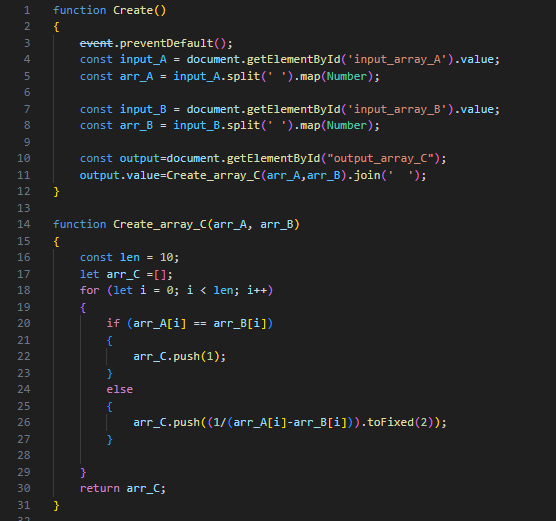 1 function Create()
2 {
3     event.preventDefault();
4     const input_A = document.getElementById('input_array_A').value;
5     const arr_A = input_A.split(' ').map(Number);
6
7     const input_B = document.getElementById('input_array_B').value;
8     const arr_B = input_B.split(' ').map(Number);
9
10     const output=document.getElementById("output_array_C");
11     output.value=Create_array_C(arr_A,arr_B).join('  ');
12 }
13
14 function Create_array_C(arr_A, arr_B)
15 {
16     const len = 10;
17     let arr_C =[];
18     for (let i = 0; i < len; i++)
19     {
20         if (arr_A[i] == arr_B[i])
21         {
22             arr_C.push(1);
23         }
24         else
25         {
26             arr_C.push((1/(arr_A[i]-arr_B[i])).toFixed(2));
27         }
28
29     }
30     return arr_C;
31 }